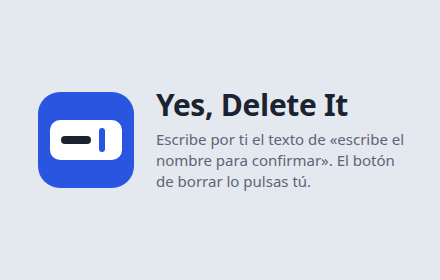 Yes, Delete It
Escribe por ti el texto de «escribe el
nombre para confirmar». El botón
de borrar lo pulsas tú.